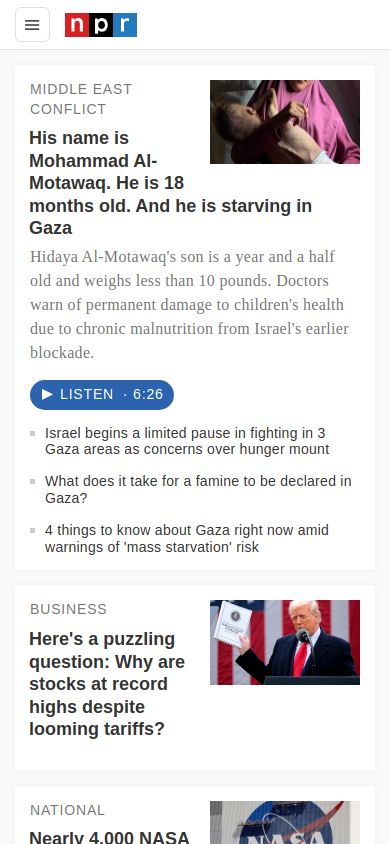 npr
MIDDLE EAST
CONFLICT
His name is
Mohammad Al-
Motawaq. He is 18
months old. And he is starving in
Gaza
Hidaya Al-Motawaq's son is a year and a half
old and weighs less than 10 pounds. Doctors
warn of permanent damage to children's health
due to chronic malnutrition from Israel's earlier
blockade.
LISTEN · 6:26
Israel begins a limited pause in fighting in 3
Gaza areas as concerns over hunger mount
What does it take for a famine to be declared in
Gaza?
4 things to know about Gaza right now amid
warnings of 'mass starvation' risk
BUSINESS
Here's a puzzling
question: Why are
stocks at record
highs despite
looming tariffs?
NATIONAL
Nearly 4,000 NASA
NASA